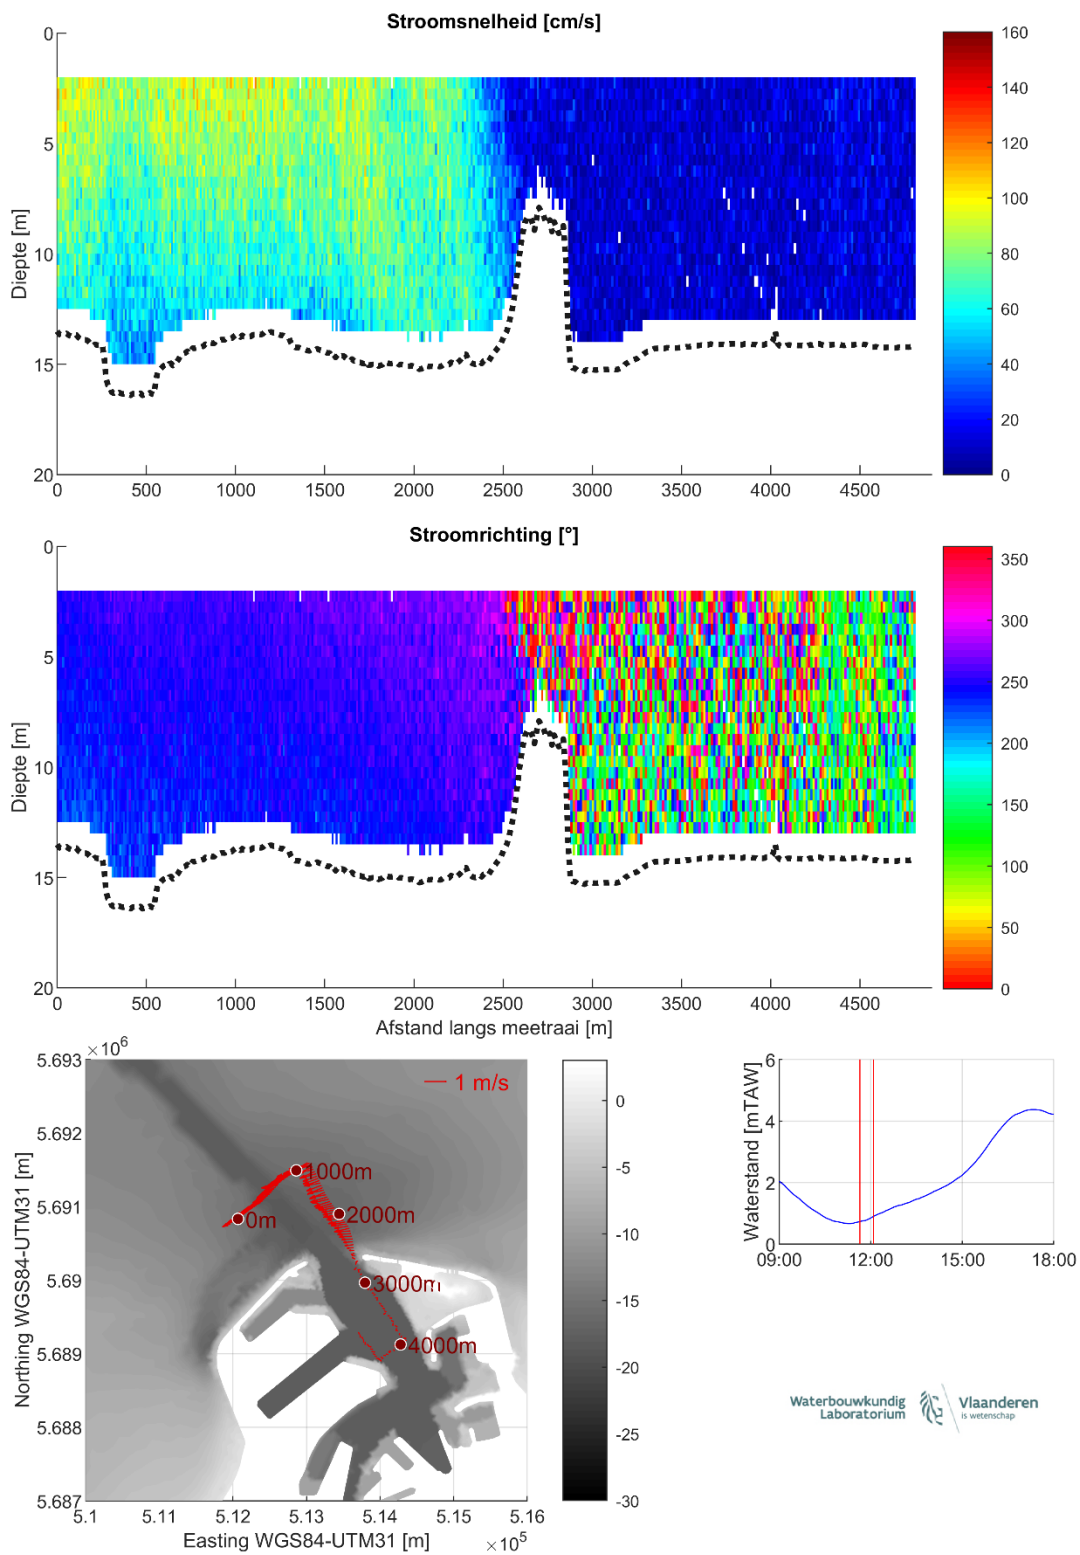 Stroomsnelheid [cm/s]
Diepte [m]
0
5
10
15
20
0 500 1000 1500 2000 2500 3000 3500 4000 4500
160
140
120
100
80
60
40
20
0
Stroomrichting [°]
Diepte [m]
0
5
10
15
20
0 500 1000 1500 2000 2500 3000 3500 4000 4500
Afstand langs meetraai [m]
350
300
250
200
150
100
50
0
×10⁶
Northing WGS84-UTM31 [m]
5.693
5.692
5.691
5.69
5.689
5.688
5.687
5.1 5.11 5.12 5.13 5.14 5.15 5.16
Easting WGS84-UTM31 [m]
×10⁵
1 m/s
0m
1000m
2000m
3000m
4000m
0
-5
-10
-15
-20
-25
-30
Waterstand [mTAW]
6
4
2
0
09:00 12:00 15:00 18:00
Waterbouwkundig
Laboratorium
Vlaanderen
is wetenschap